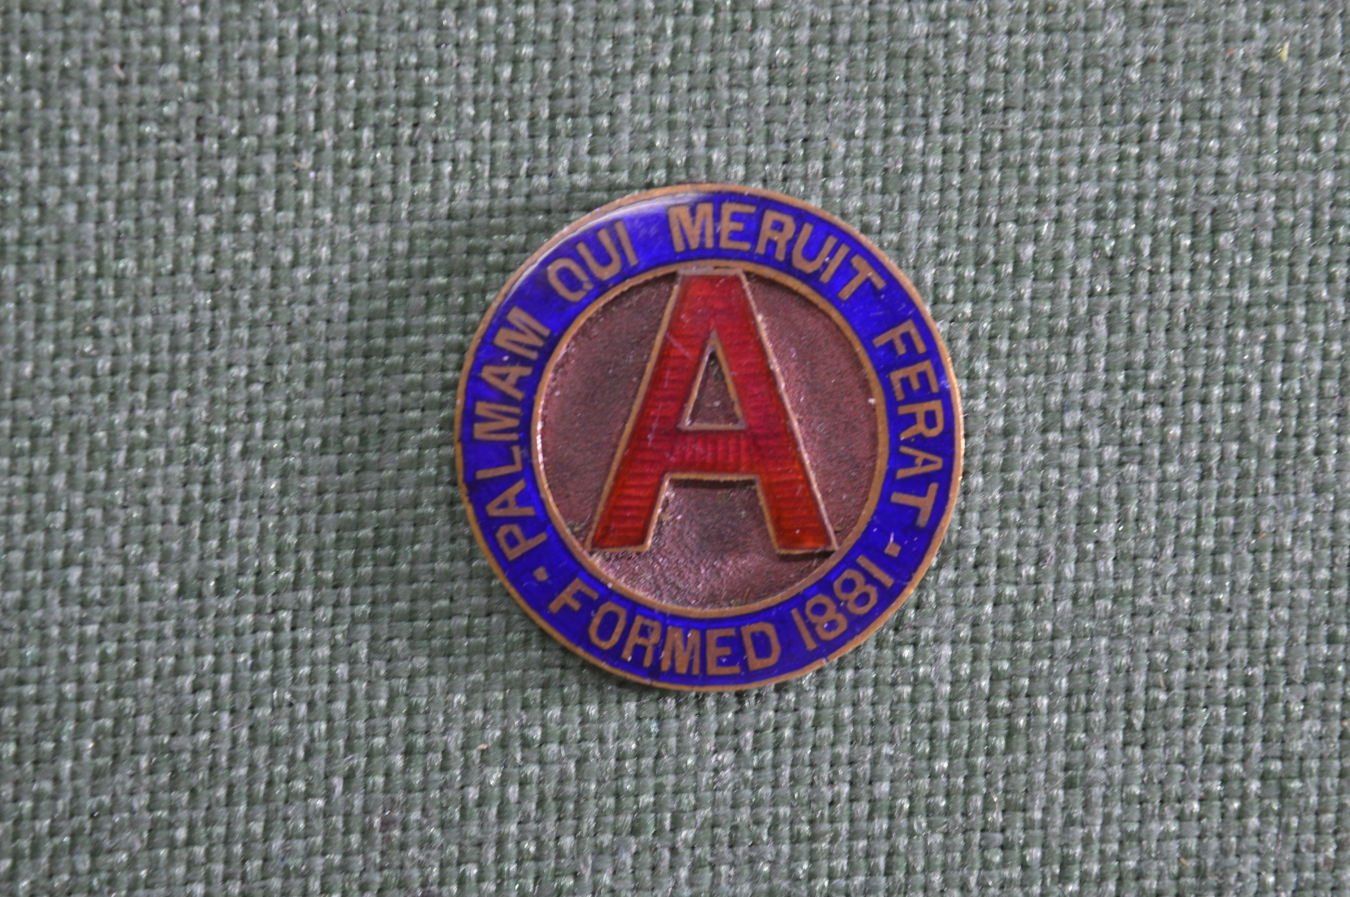 PALMAM QUI MERUIT FERAT
A
FORMED 1881